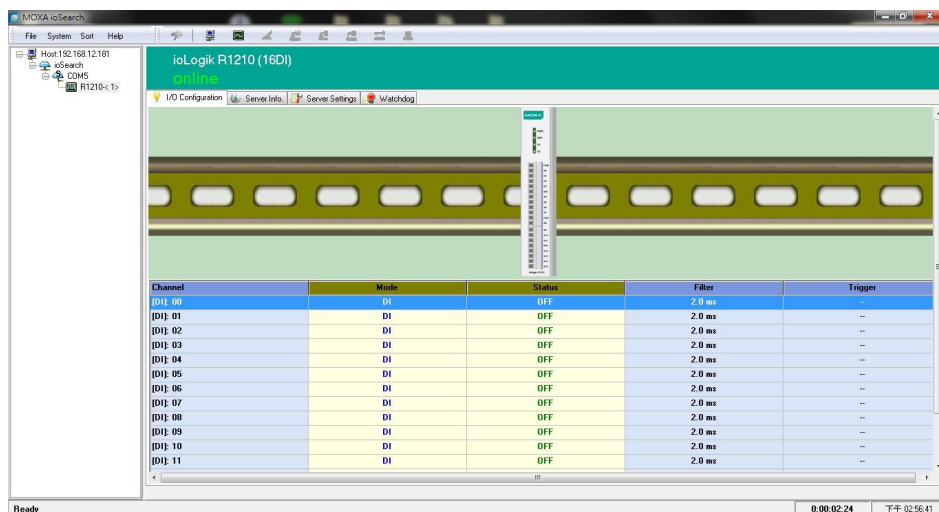 MOXA ioSearch
File System Sort Help
Host:192.168.12.181
ioSearch
COM5
R1210-< 1>
ioLogik R1210 (16DI)
online
I/O Configuration Server Info. Server Settings Watchdog
MOXA
Channel Mode Status Filter Trigger
[DI]: 00 DI OFF 2.0 ms --
[DI]: 01 DI OFF 2.0 ms --
[DI]: 02 DI OFF 2.0 ms --
[DI]: 03 DI OFF 2.0 ms --
[DI]: 04 DI OFF 2.0 ms --
[DI]: 05 DI OFF 2.0 ms --
[DI]: 06 DI OFF 2.0 ms --
[DI]: 07 DI OFF 2.0 ms --
[DI]: 08 DI OFF 2.0 ms --
[DI]: 09 DI OFF 2.0 ms --
[DI]: 10 DI OFF 2.0 ms --
[DI]: 11 DI OFF 2.0 ms --
Ready 0:00:02:24 下午 02:56:41